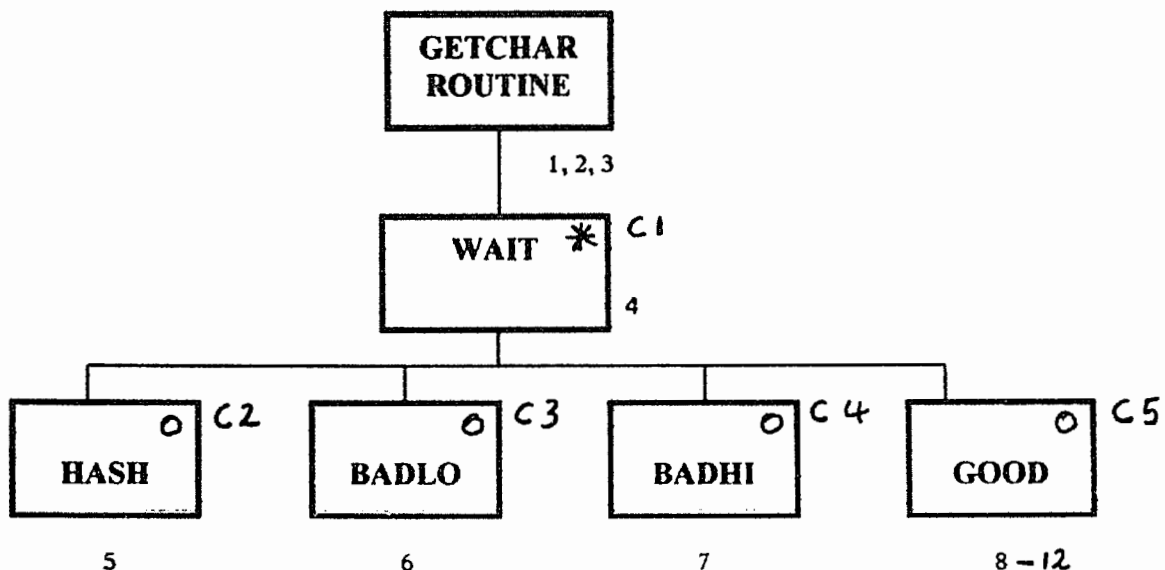 GETCHAR
ROUTINE
1, 2, 3
WAIT * C1
4
O C2
O C3
O C4
O C5
HASH
BADLO
BADHI
GOOD
5
6
7
8-12